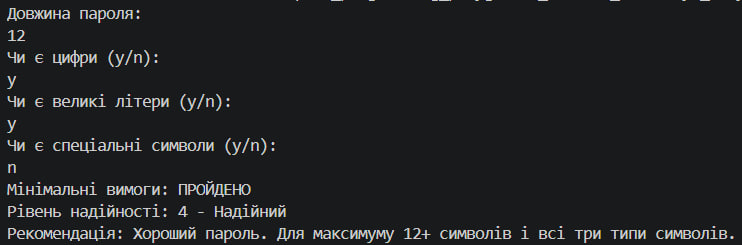 Довжина пароля:
12
Чи є цифри (y/n):
y
Чи є великі літери (y/n):
y
Чи є спеціальні символи (y/n):
n
Мінімальні вимоги: ПРОЙДЕНО
Рівень надійності: 4 - Надійний
Рекомендація: Хороший пароль. Для максимуму 12+ символів і всі три типи символів.